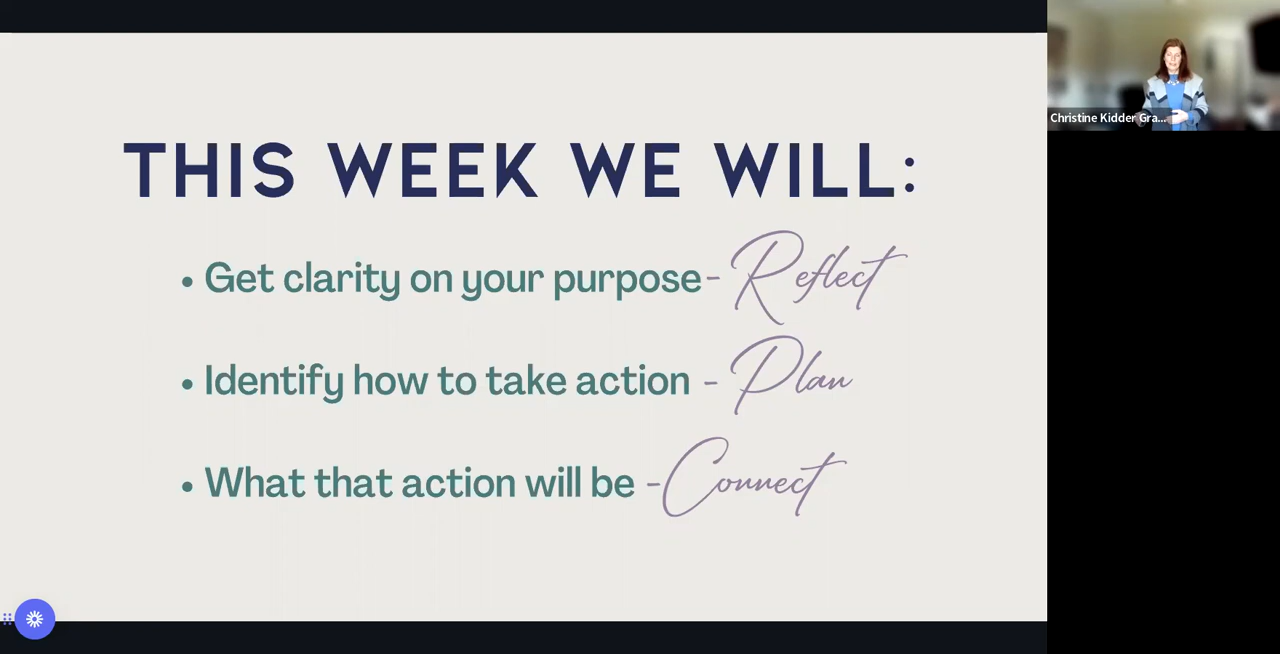 THIS WEEK WE WILL:
• Get clarity on your purpose - Reflect
• Identify how to take action - Plan
• What that action will be - Connect
Christine Kidder Gra...